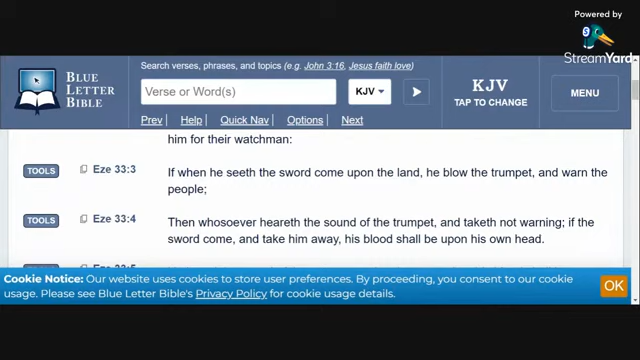 Powered by
StreamYard
Search verses, phrases, and topics (e.g. John 3:16, Jesus faith love)
BLUE
LETTER
BIBLE
Verse or Word(s)
KJV
KJV
TAP TO CHANGE
MENU
Prev
Help
Quick Nav
Options
Next
him for their watchman:
TOOLS
Eze 33:3
If when he seeth the sword come upon the land, he blow the trumpet, and warn the
people;
TOOLS
Eze 33:4
Then whosoever heareth the sound of the trumpet, and taketh not warning; if the
sword come, and take him away, his blood shall be upon his own head.
Cookie Notice: Our website uses cookies to store user preferences. By proceeding, you consent to our cookie
usage. Please see Blue Letter Bible's Privacy Policy for cookie usage details.
OK